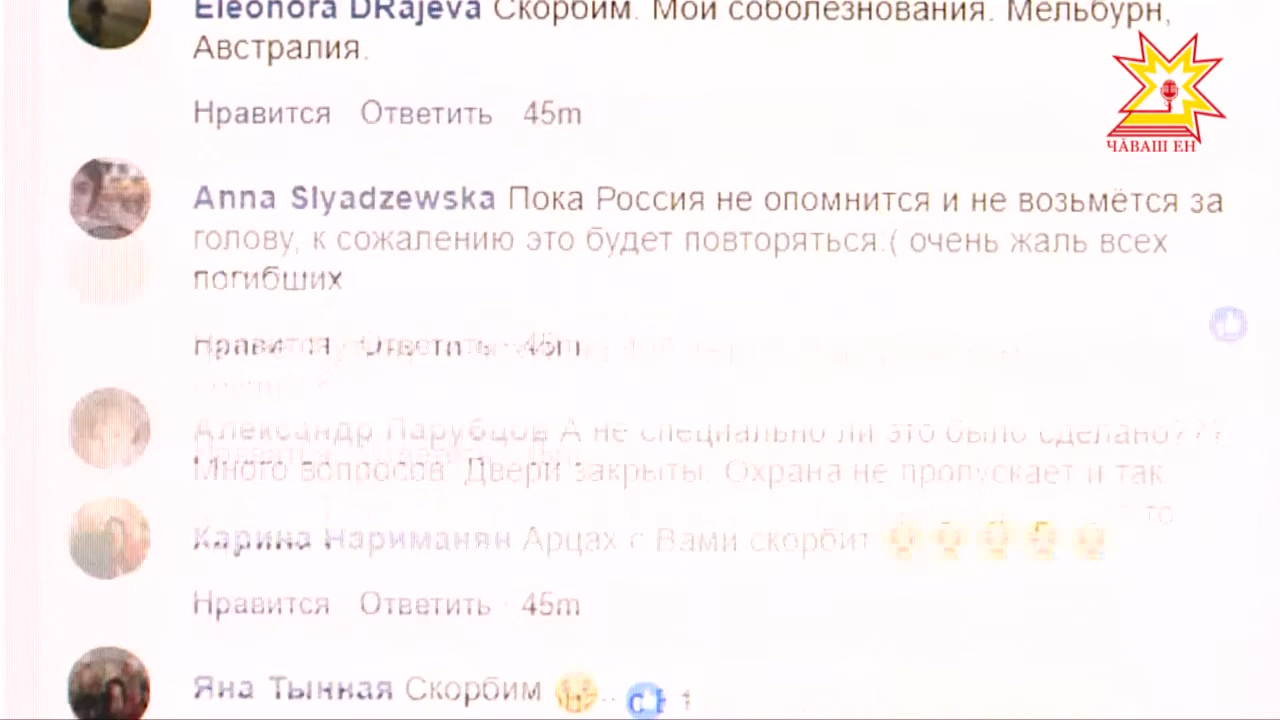 Eleonora DRajeva Скорбим. Мои соболезнования. Мельбурн,
Австралия.
Нравится Ответить · 45m
ЧӐВАШ ЕН
Anna Slyadzewska Пока Россия не опомнится и не возьмётся за
голову, к сожалению это будет повторяться:( очень жаль всех
погибших
Нравится Ответить · 45m
Александр Парубцов А не специально ли это было сделано???
Много вопросов. Двери закрыты. Охрана не пропускает и так
Карина Нариманян Арцах с Вами скорбит
Нравится Ответить · 45m
Яна Тынная Скорбим .. 1